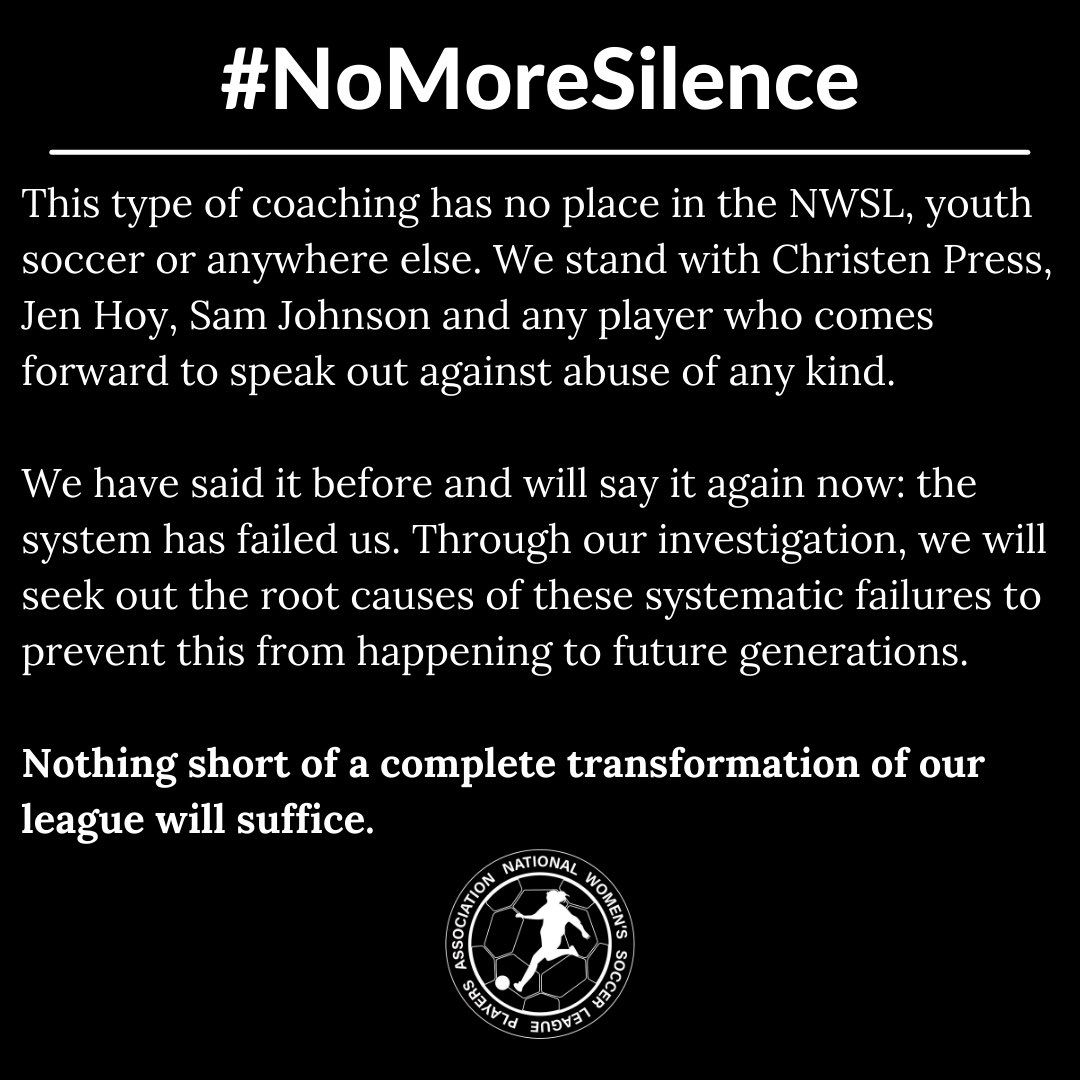 #NoMoreSilence
This type of coaching has no place in the NWSL, youth
soccer or anywhere else. We stand with Christen Press,
Jen Hoy, Sam Johnson and any player who comes
forward to speak out against abuse of any kind.
We have said it before and will say it again now: the
system has failed us. Through our investigation, we will
seek out the root causes of these systematic failures to
prevent this from happening to future generations.
Nothing short of a complete transformation of our
league will suffice.
NATIONAL WOMEN'S SOCCER LEAGUE PLAYERS ASSOCIATION